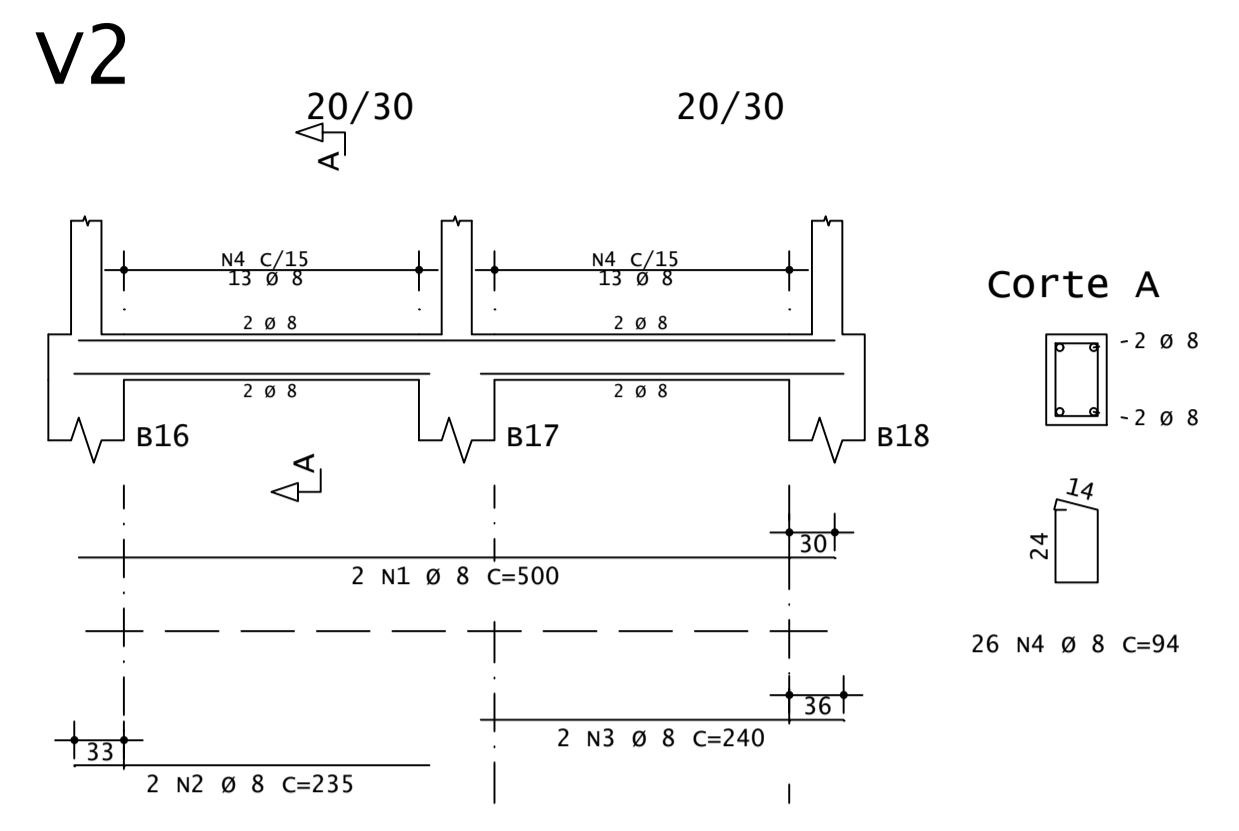 V2
20/30
20/30
A
N4 C/15
13 Ø 8
N4 C/15
13 Ø 8
2 Ø 8
2 Ø 8
2 Ø 8
2 Ø 8
B16
B17
B18
A
30
2 N1 Ø 8 C=500
36
2 N3 Ø 8 C=240
33
2 N2 Ø 8 C=235
Corte A
-2 Ø 8
-2 Ø 8
14
24
26 N4 Ø 8 C=94